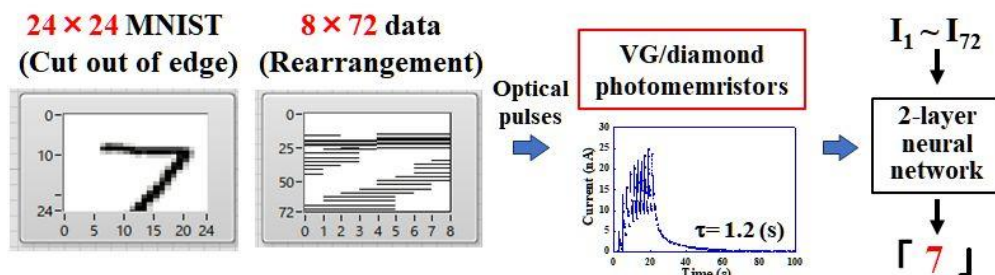 24 × 24 MNIST
(Cut out of edge)
0
10
24
0 5 10 15 20 24
8 × 72 data
(Rearrangement)
0
25
50
72
0 1 2 3 4 5 6 7 8
Optical
pulses
VG/diamond
photomemristors
Current (nA)
30
25
20
15
10
5
0
τ= 1.2 (s)
0 20 40 60 80 100
Time (s)
I1 ~ I72
2-layer
neural
network
「 7 」